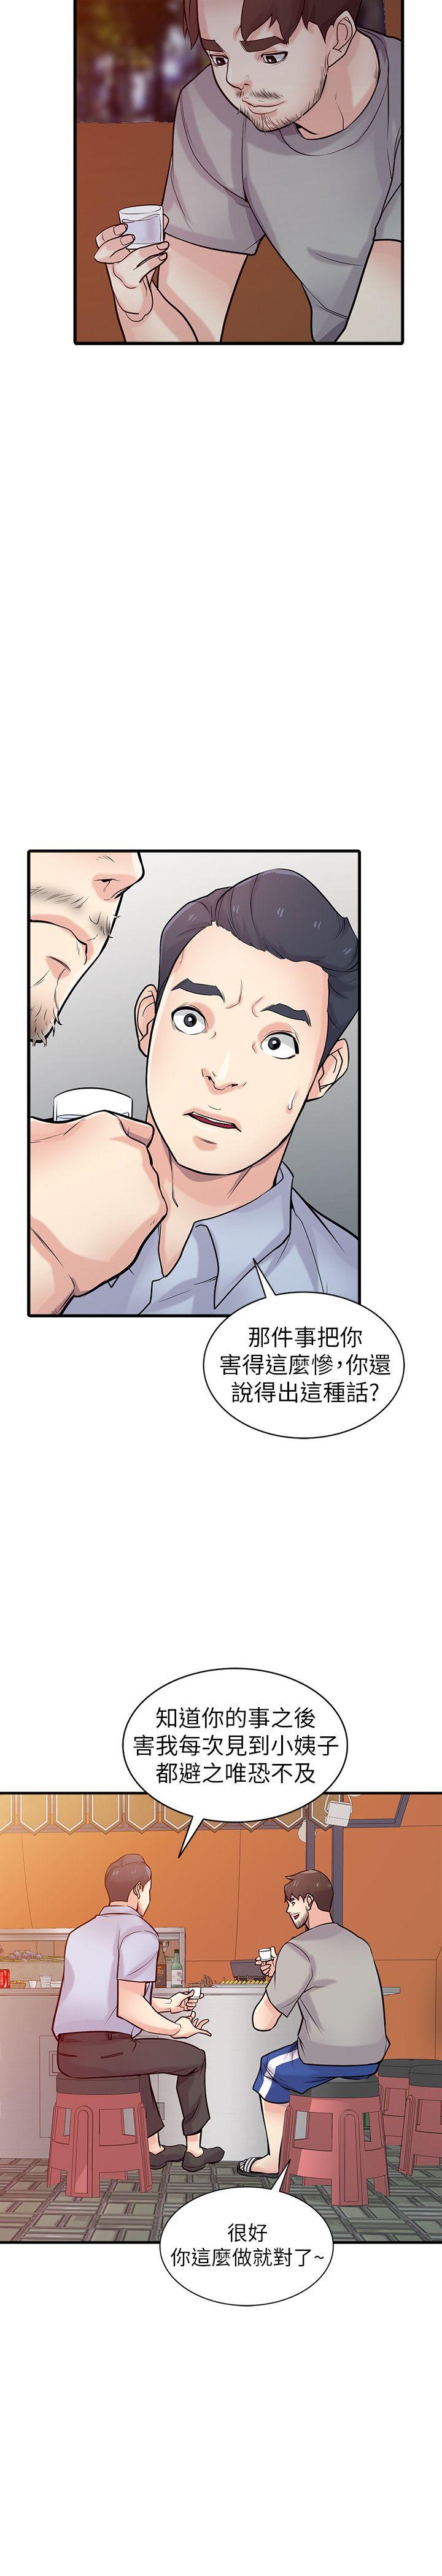 那件事把你
害得這麼慘,你還
說得出這種話?
知道你的事之後
害我每次見到小姨子
都避之唯恐不及
很好
你這麼做就對了~